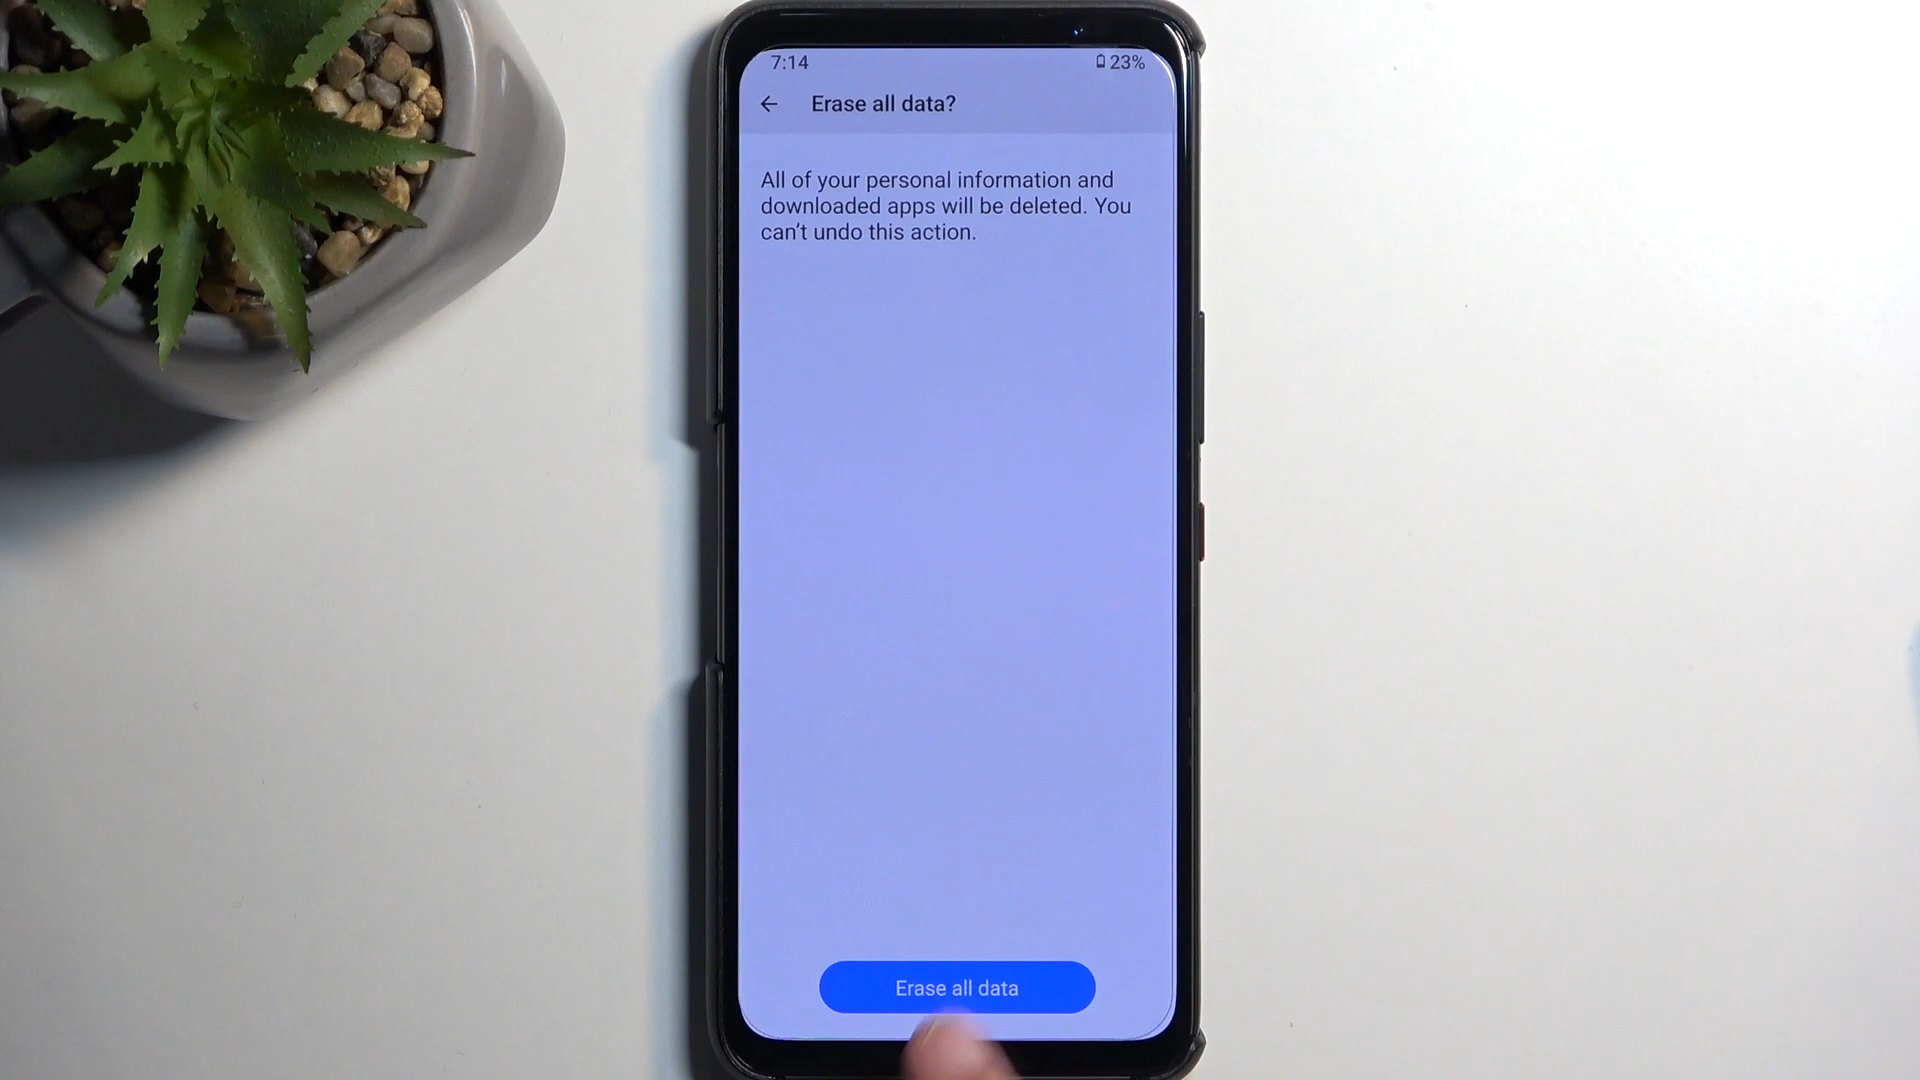 7:14
23%
Erase all data?
All of your personal information and
downloaded apps will be deleted. You
can't undo this action.
Erase all data